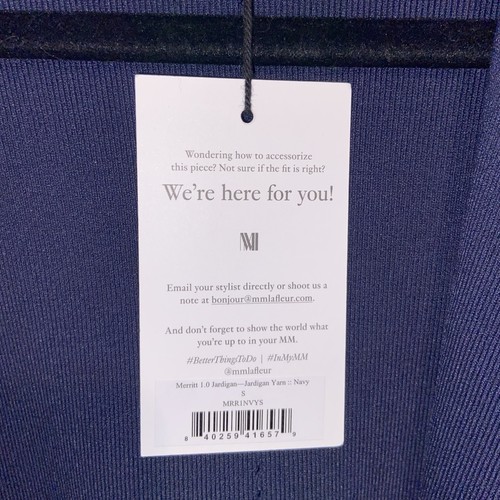 Wondering how to accessorize
this piece? Not sure if the fit is right?
We're here for you!
MM
Email your stylist directly or shoot us a
note at bonjour@mmlafleur.com.
And don't forget to show the world what
you're up to in your MM.
#BetterThingsToDo | #InMyMM
@mmlafleur
Merritt 1.0 Jardigan—Jardigan Yarn :: Navy
S
MRR1NVYS
8 40259 41657 9